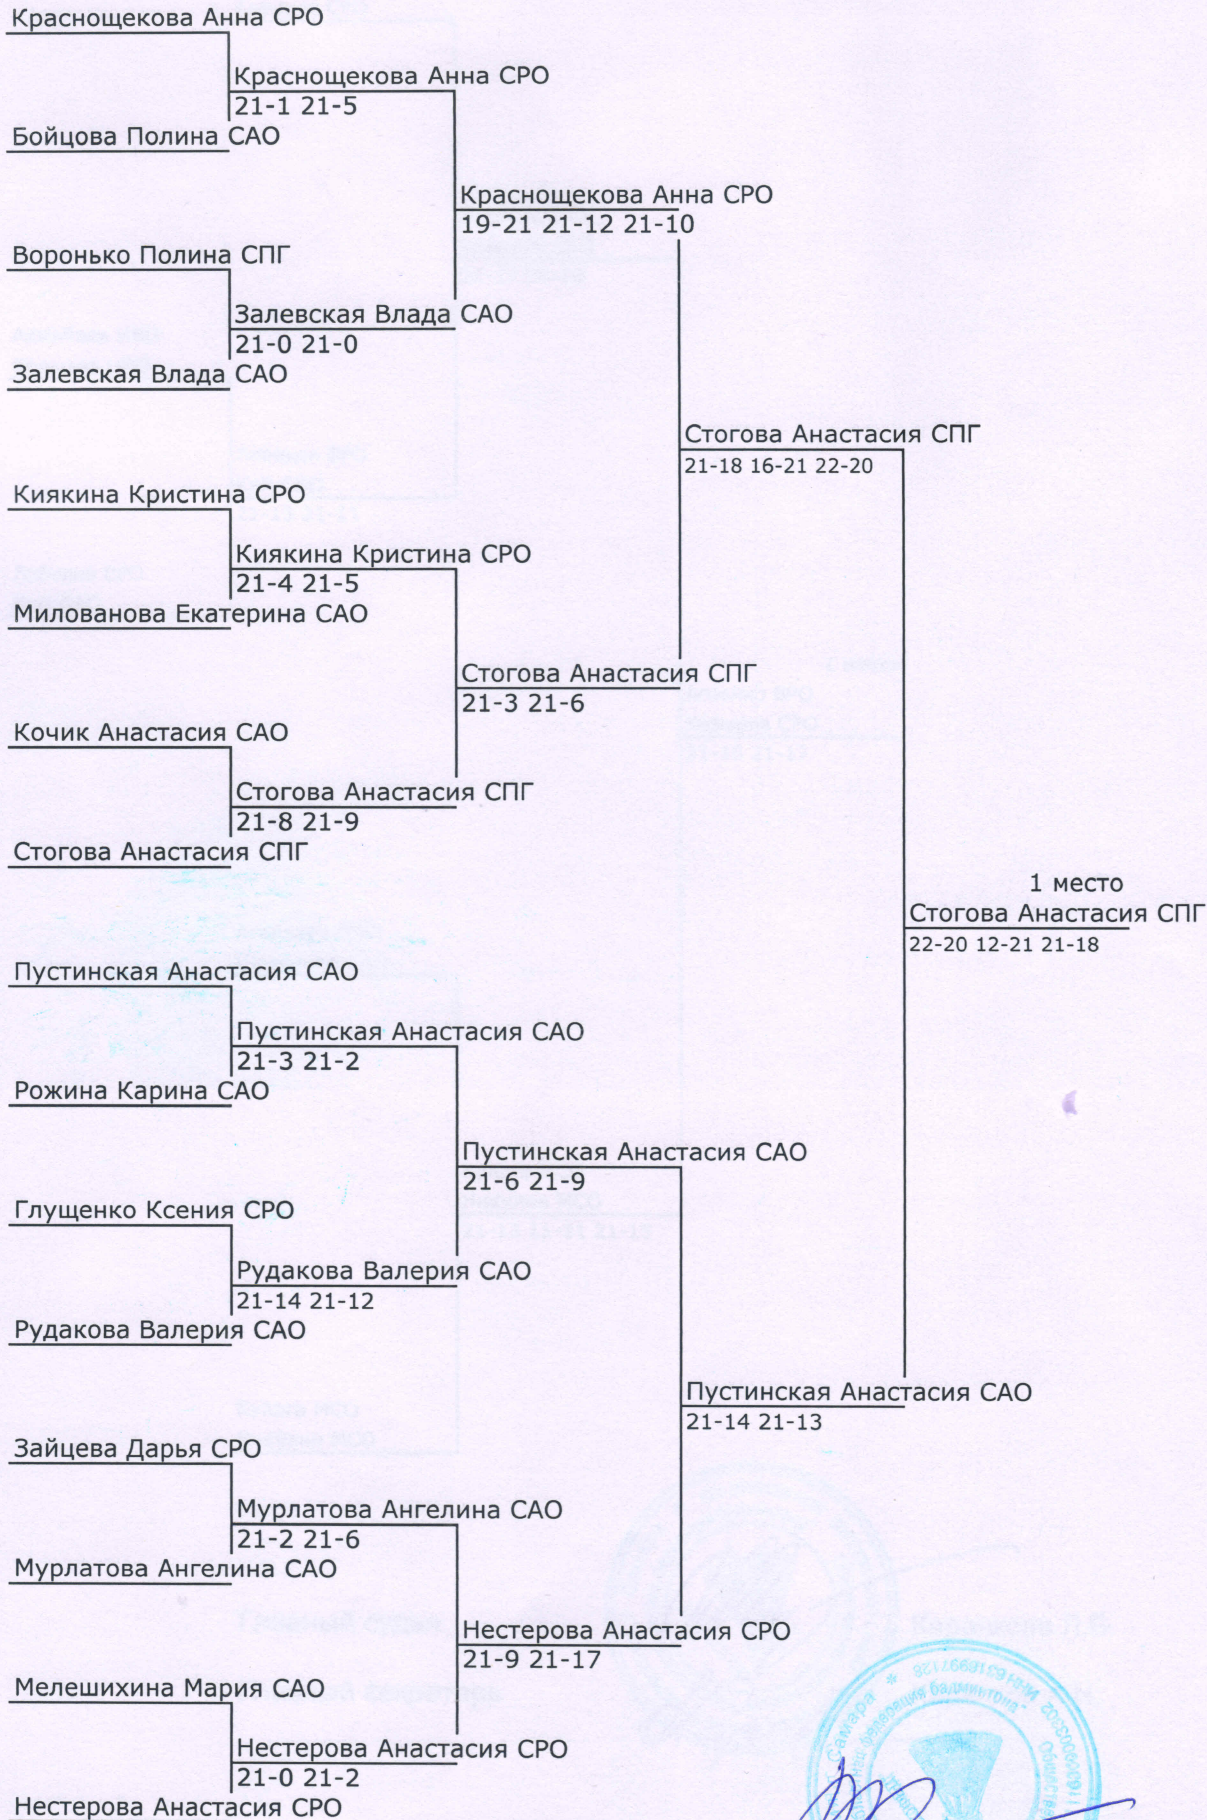 Краснощекова Анна СРО
Краснощекова Анна СРО
21-1 21-5
Бойцова Полина САО
Краснощекова Анна СРО
19-21 21-12 21-10
Воронько Полина СПГ
Залевская Влада САО
21-0 21-0
Залевская Влада САО
Стогова Анастасия СПГ
21-18 16-21 22-20
Киякина Кристина СРО
Киякина Кристина СРО
21-4 21-5
Милованова Екатерина САО
Стогова Анастасия СПГ
21-3 21-6
Кочик Анастасия САО
Стогова Анастасия СПГ
21-8 21-9
Стогова Анастасия СПГ
1 место
Стогова Анастасия СПГ
22-20 12-21 21-18
Пустинская Анастасия САО
Пустинская Анастасия САО
21-3 21-2
Рожина Карина САО
Пустинская Анастасия САО
21-6 21-9
Глущенко Ксения СРО
Рудакова Валерия САО
21-14 21-12
Рудакова Валерия САО
Пустинская Анастасия САО
21-14 21-13
Зайцева Дарья СРО
Мурлатова Ангелина САО
21-2 21-6
Мурлатова Ангелина САО
Нестерова Анастасия СРО
21-9 21-17
Мелешихина Мария САО
Нестерова Анастасия СРО
21-0 21-2
Нестерова Анастасия СРО
Самара
федерация бадминтона"